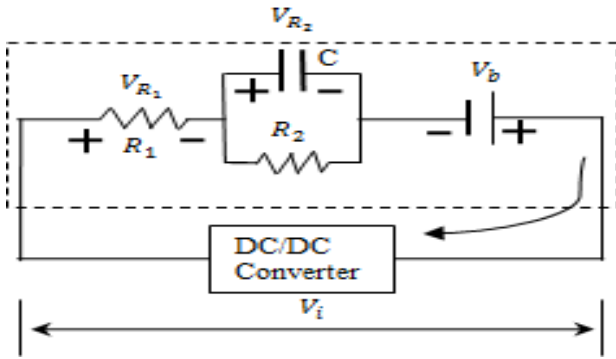 V_{R_2}
C
V_{R_1}
V_b
+ -
- +
+ -
R_1
R_2
DC/DC
Converter
V_i